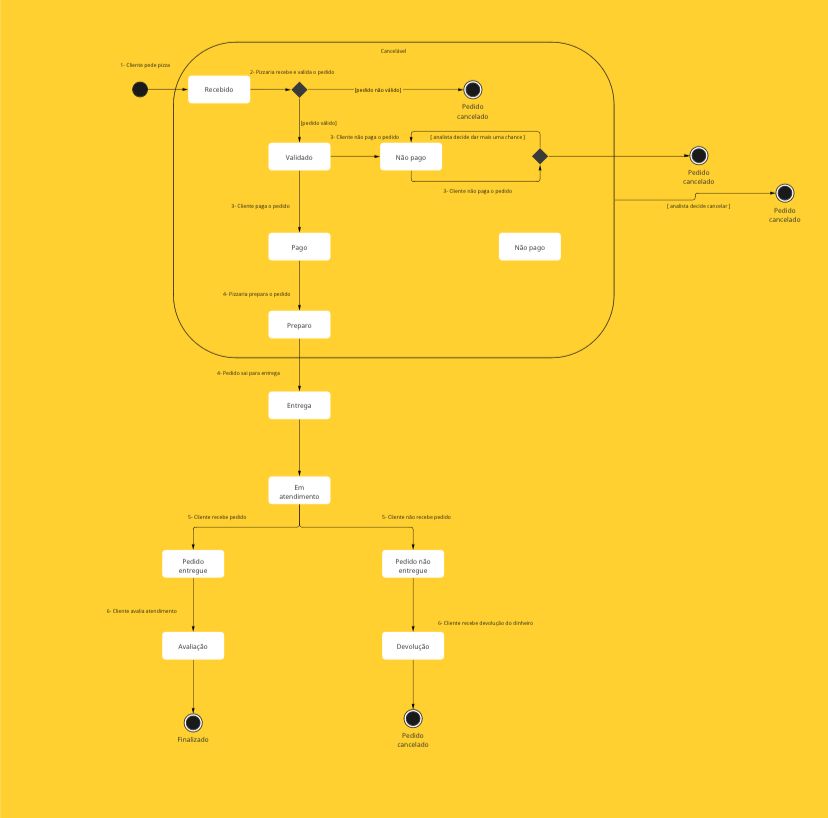 Cancelável
1- Cliente pede pizza
2- Pizzaria recebe e valida o pedido
Recebido
[pedido não válido]
Pedido
cancelado
[pedido válido]
3- Cliente não paga o pedido
[ analista decide dar mais uma chance ]
Validado
Não pago
Pedido
cancelado
3- Cliente não paga o pedido
3- Cliente paga o pedido
[ analista decide cancelar ]
Pedido
cancelado
Pago
Não pago
4- Pizzaria prepara o pedido
Preparo
4- Pedido sai para entrega
Entrega
Em
atendimento
5- Cliente recebe pedido
5- Cliente não recebe pedido
Pedido
entregue
Pedido não
entregue
6- Cliente avalia atendimento
6- Cliente recebe devolução do dinheiro
Avaliação
Devolução
Finalizado
Pedido
cancelado